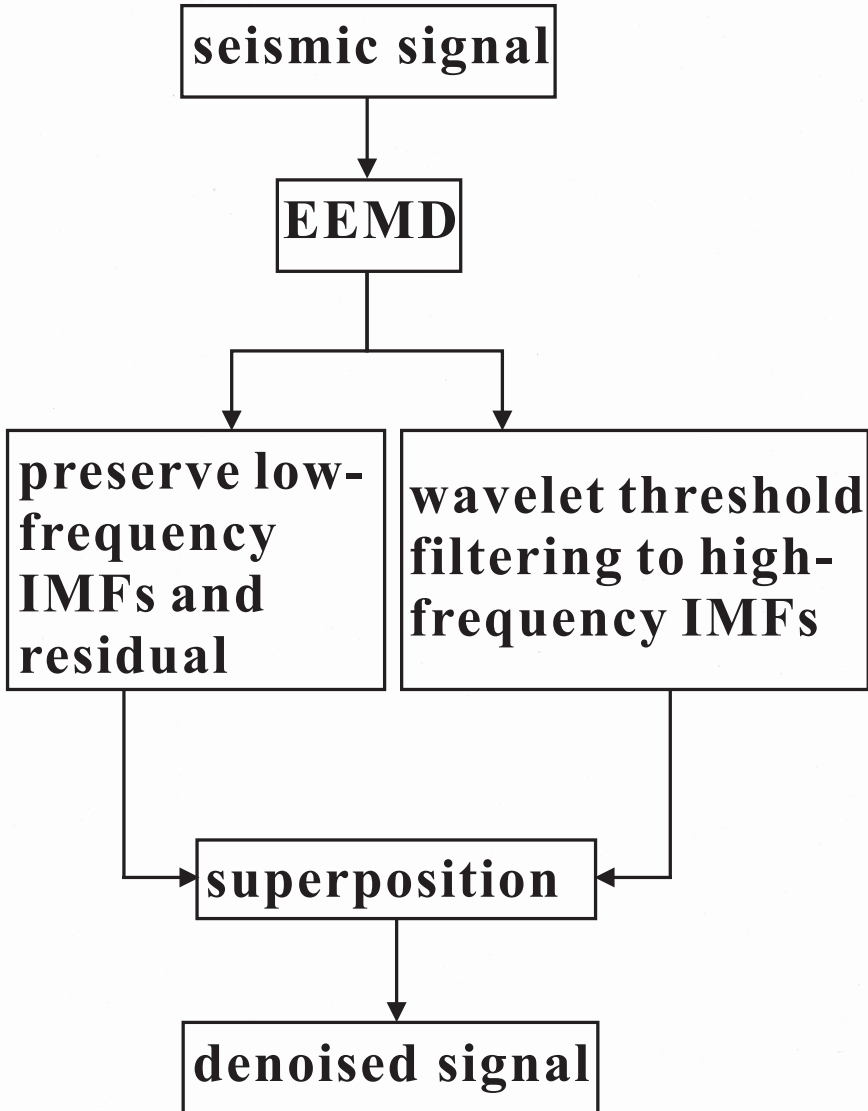 seismic signal
EEMD
preserve low-
frequency
IMFs and
residual
wavelet threshold
filtering to high-
frequency IMFs
superposition
denoised signal